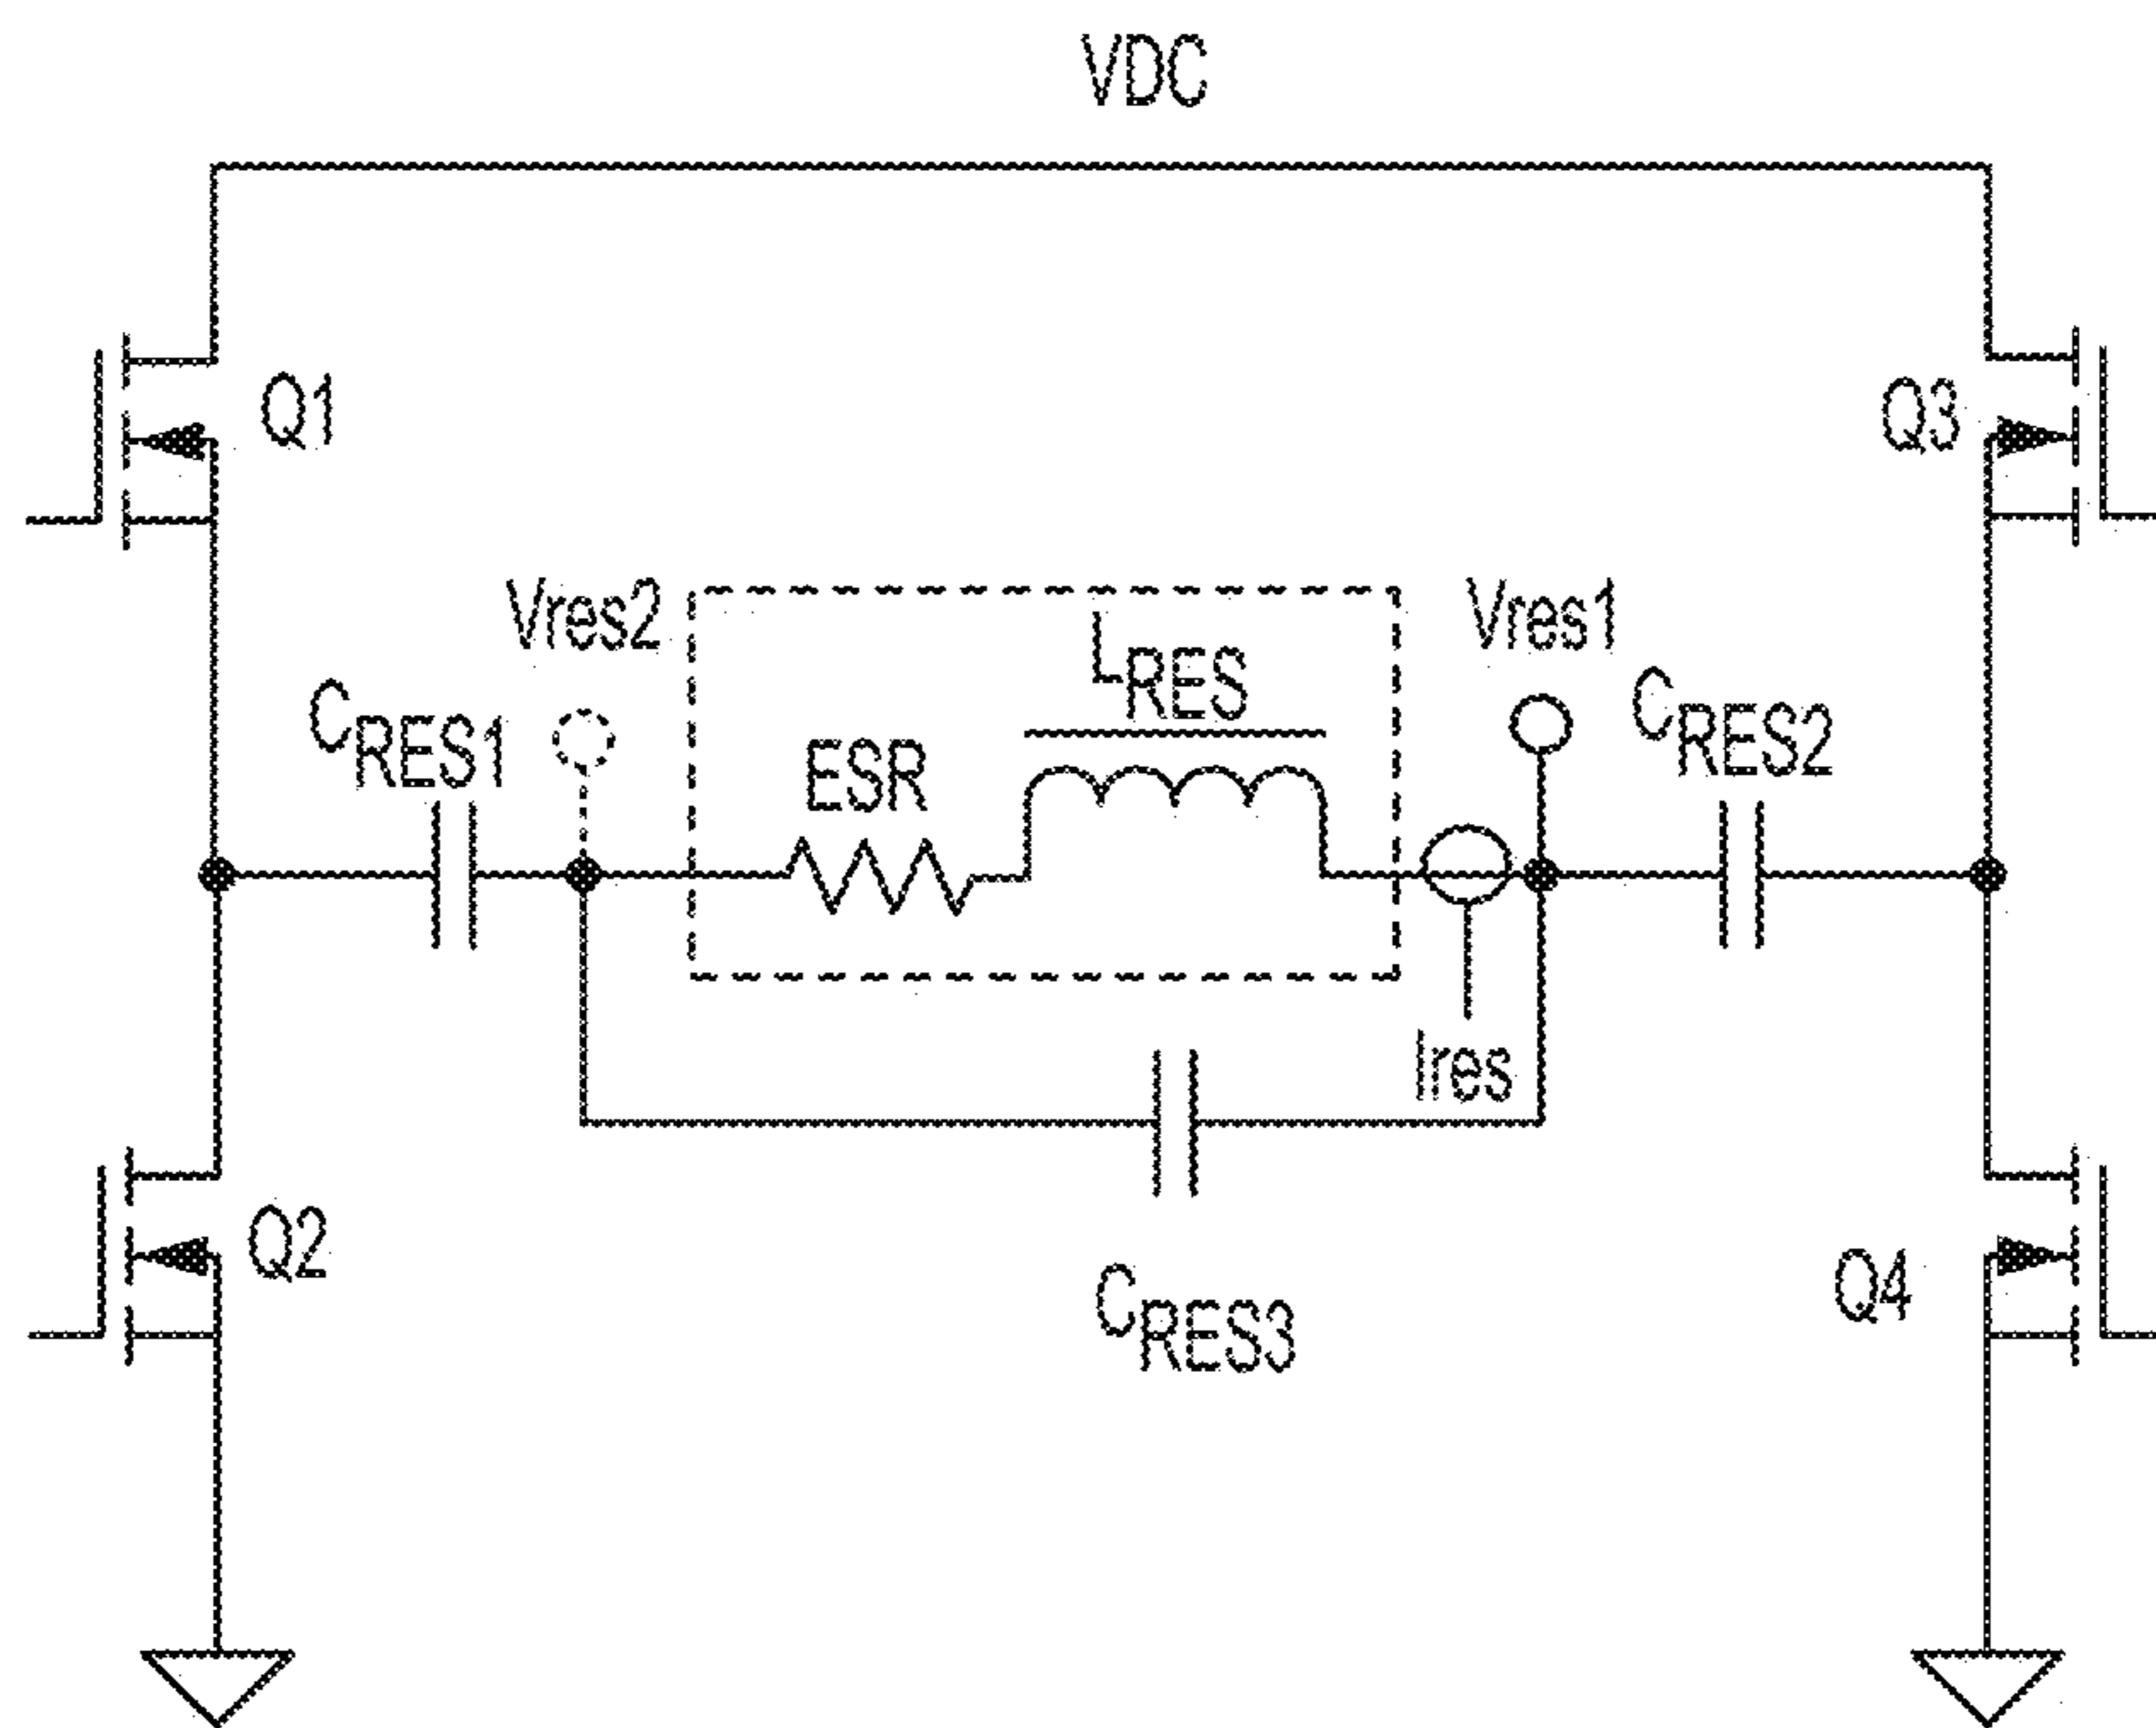 VDC
Q1
Q3
Vres2
Vres1
LRES
CRES1
CRES2
ESR
Ires
Q2
Q4
CRES3